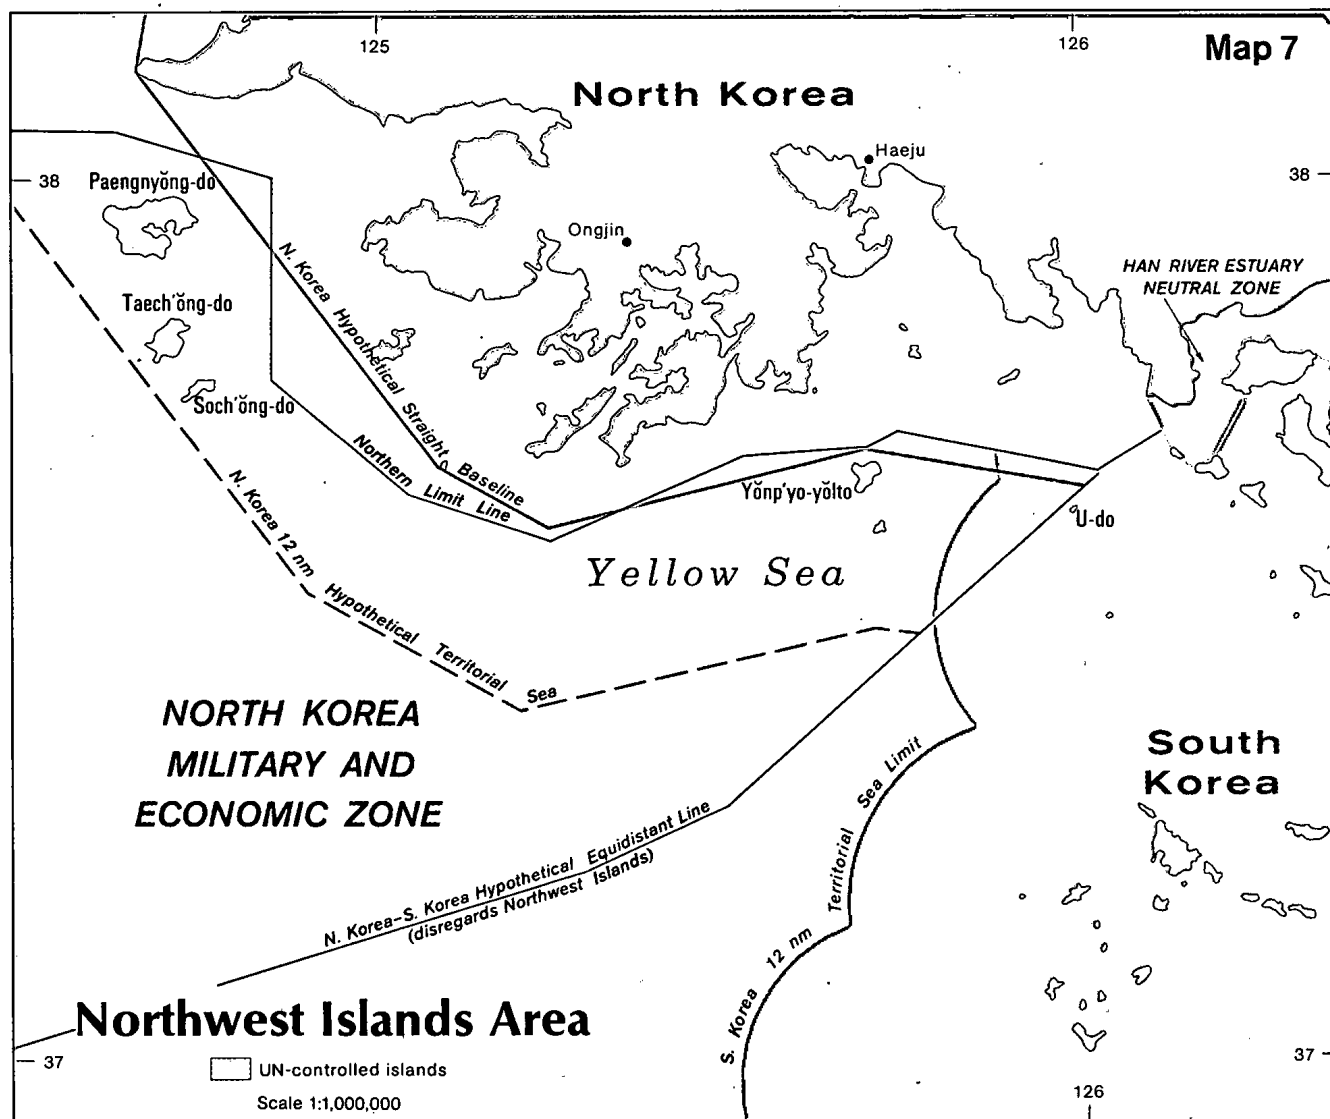 125
126
Map 7
North Korea
Haeju
38
38
Paengnyŏng-do
Ongjin
HAN RIVER ESTUARY
NEUTRAL ZONE
N. Korea Hypothetical Straight Baseline
Taech'ŏng-do
Soch'ŏng-do
Northern Limit Line
Yŏnp'yo-yŏlto
U-do
N. Korea 12 nm Hypothetical Territorial Sea
Yellow Sea
NORTH KOREA
MILITARY AND
ECONOMIC ZONE
South
Korea
S. Korea 12 nm Territorial Sea Limit
N. Korea-S. Korea Hypothetical Equidistant Line
(disregards Northwest Islands)
Northwest Islands Area
37
37
UN-controlled islands
Scale 1:1,000,000
126